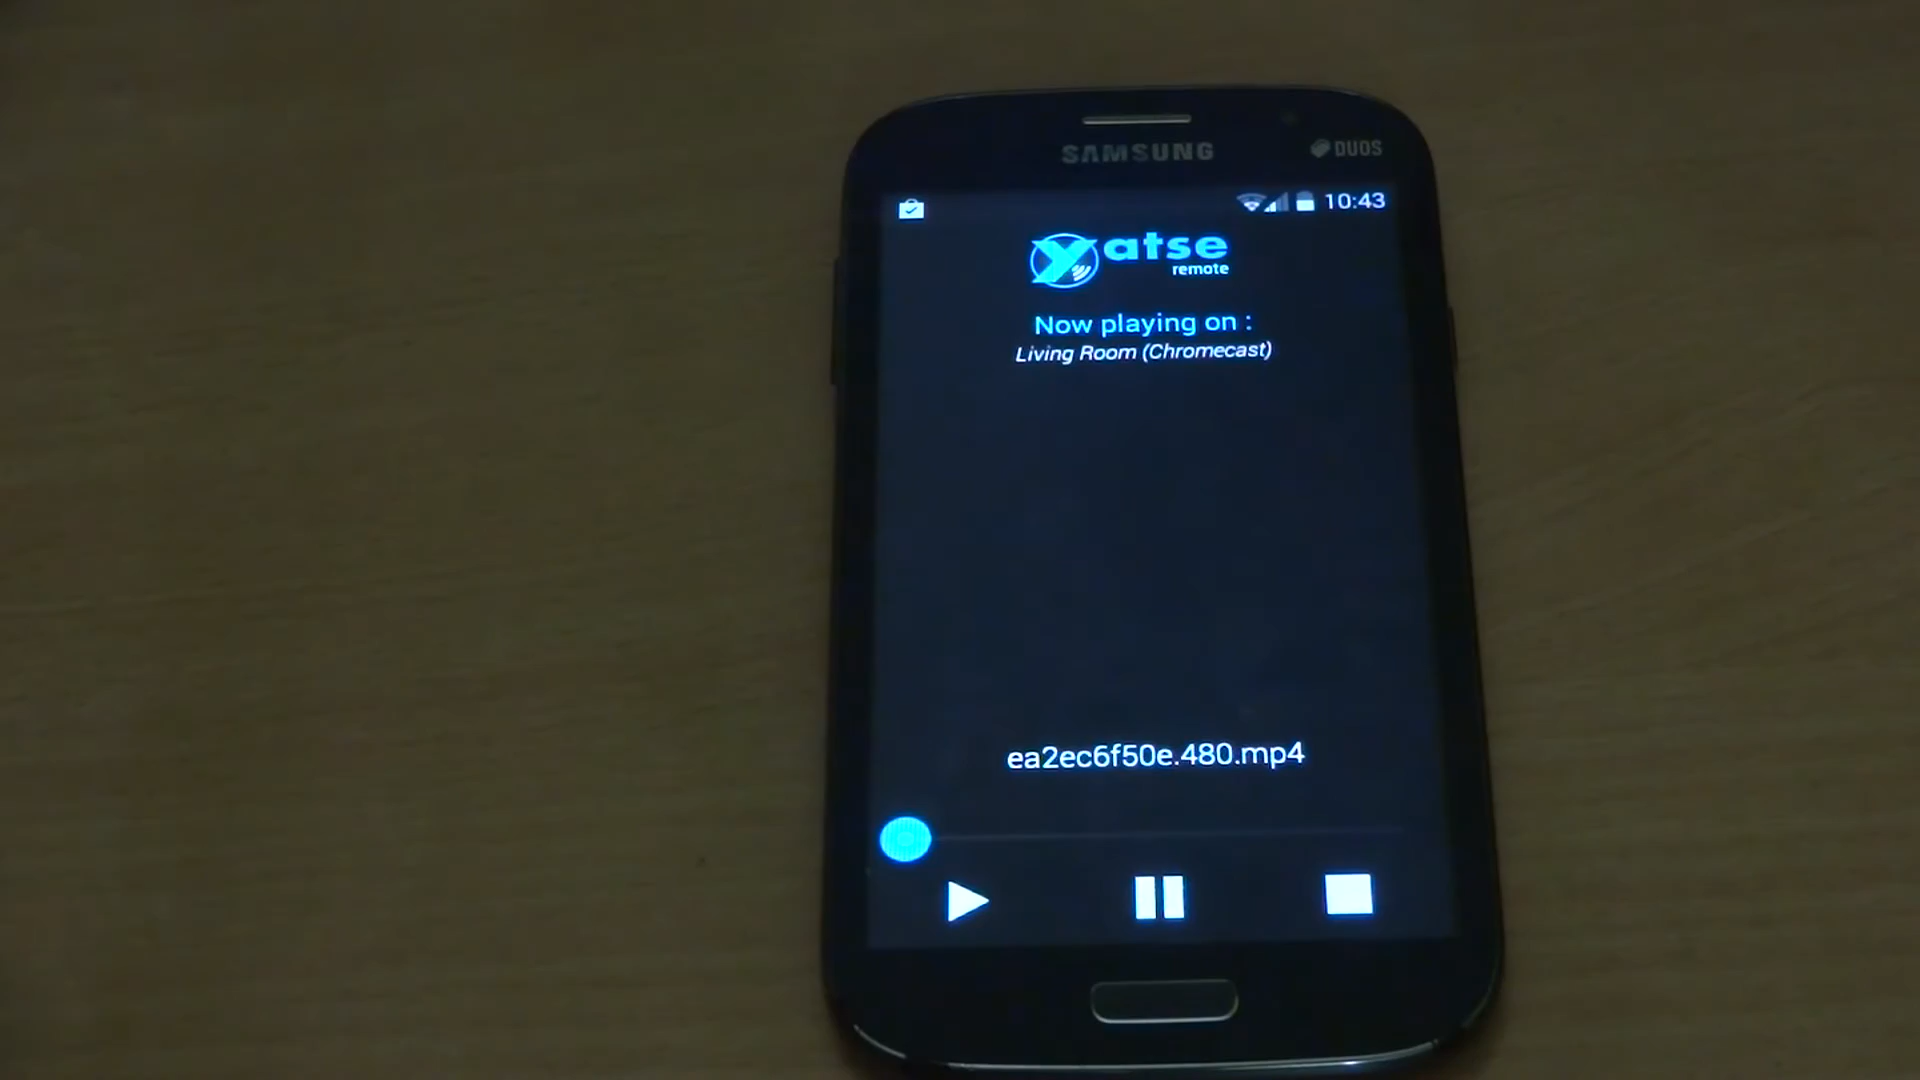 SAMSUNG
DUOS
10:43
yatse
remote
Now playing on :
Living Room (Chromecast)
ea2ec6f50e.480.mp4